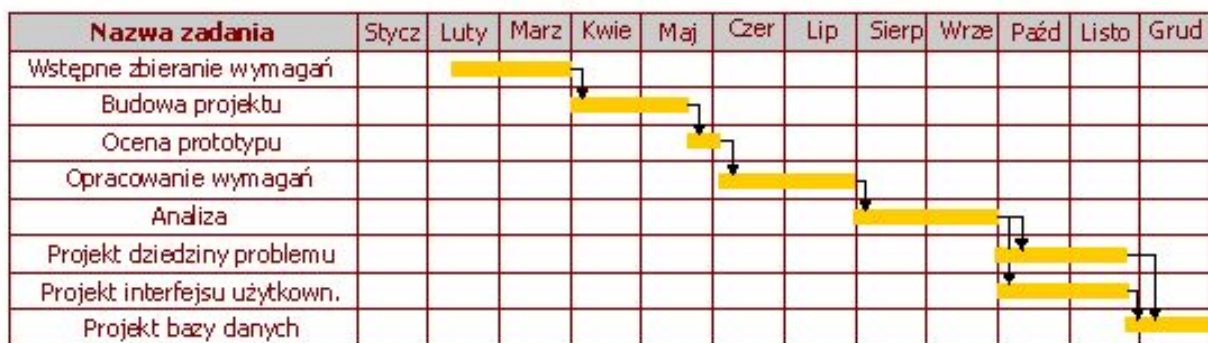 Nazwa zadania Stycz Luty Marz Kwie Maj Czer Lip Sierp Wrze Paźd Listo Grud
Wstępne zbieranie wymagań
Budowa projektu
Ocena prototypu
Opracowanie wymagań
Analiza
Projekt dziedziny problemu
Projekt interfejsu użytkown.
Projekt bazy danych